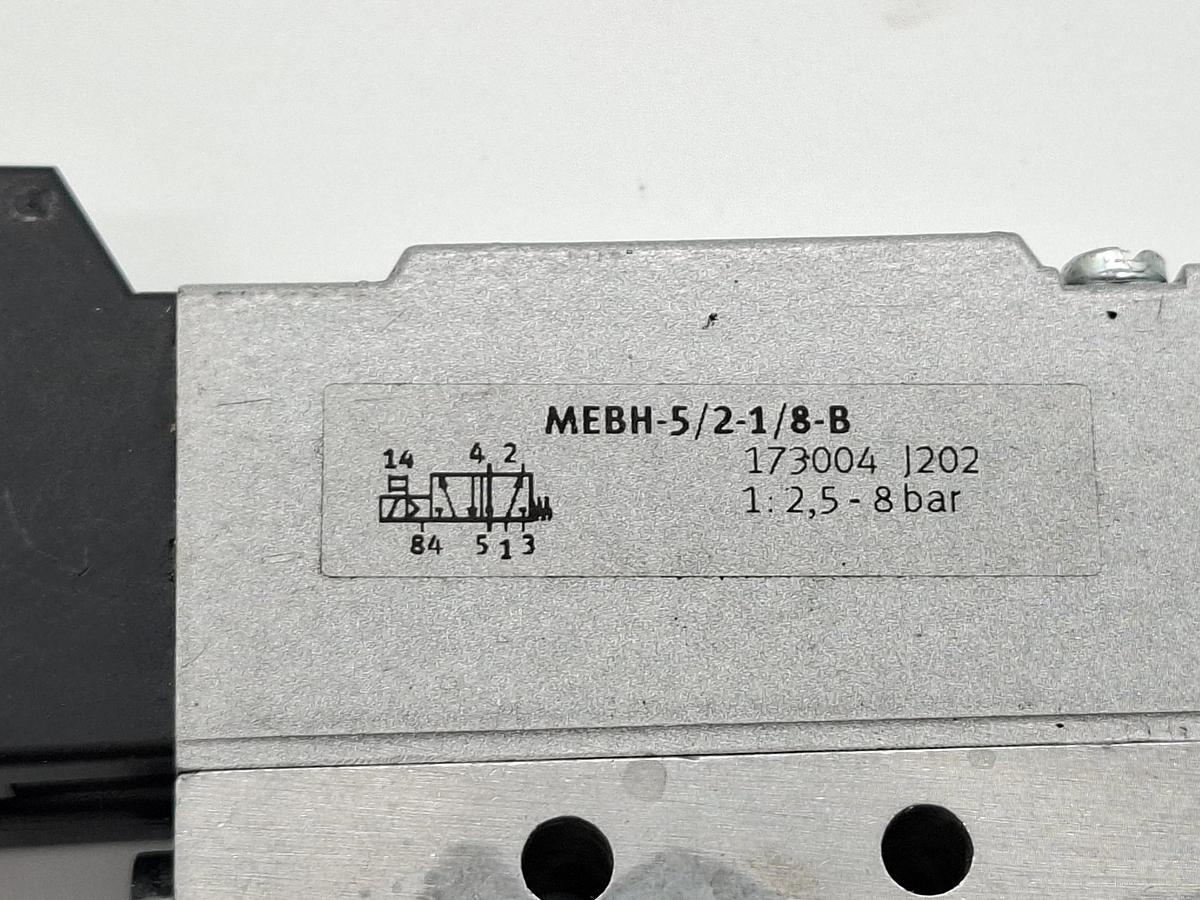 MEBH-5/2-1/8-B
173004 J202
1: 2,5 - 8 bar
14
4 2
84 5 1 3